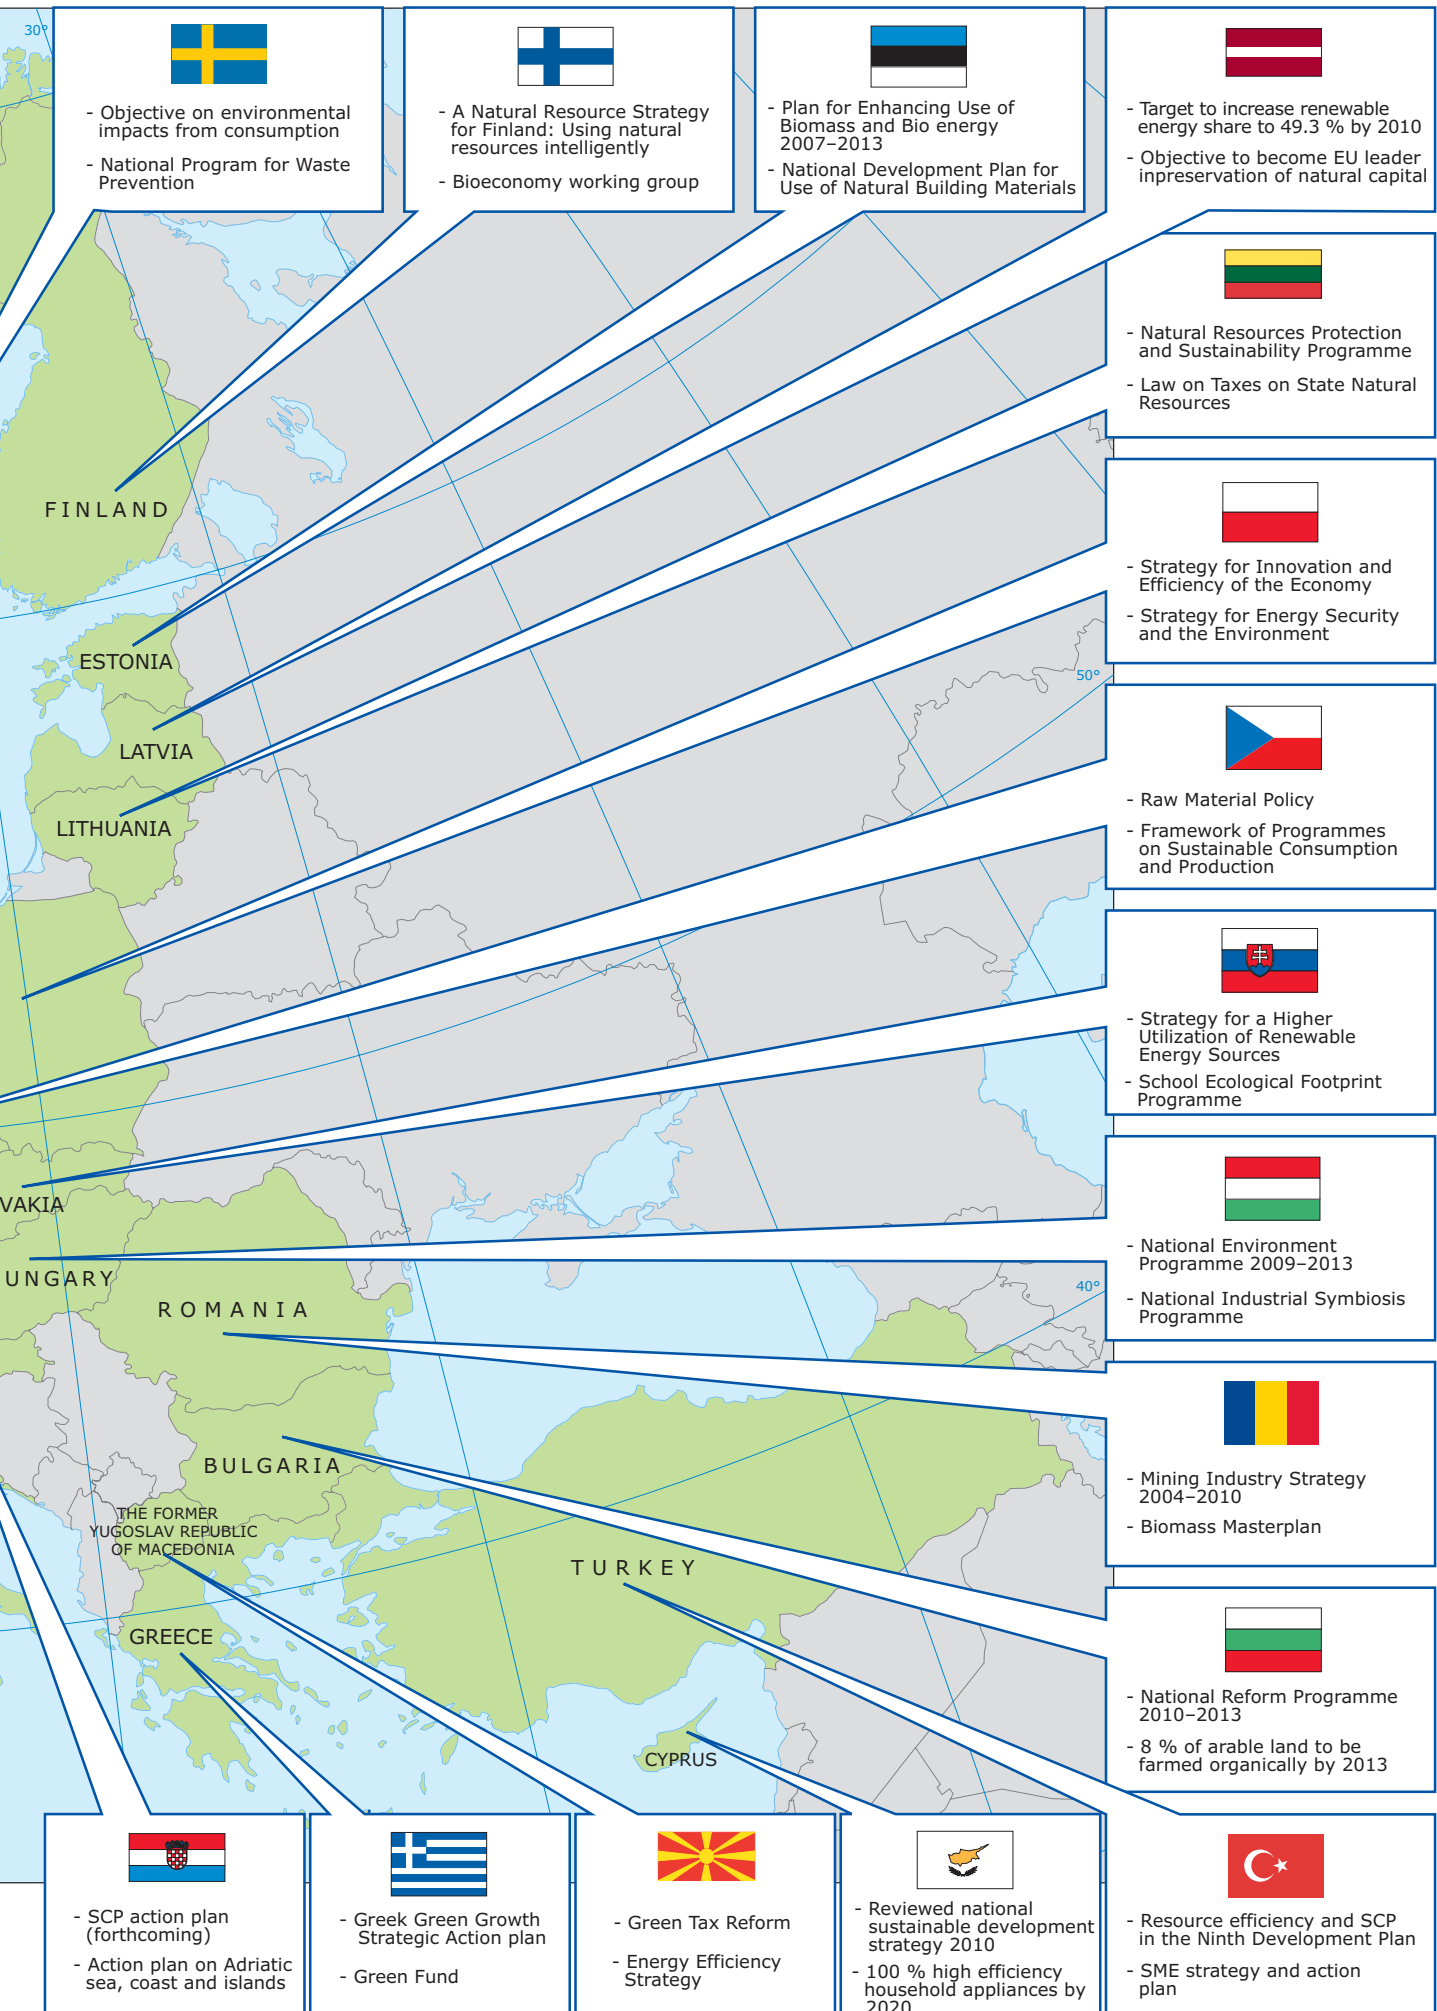 30°
- Objective on environmental
impacts from consumption
- National Program for Waste
Prevention
- A Natural Resource Strategy
for Finland: Using natural
resources intelligently
- Bioeconomy working group
- Plan for Enhancing Use of
Biomass and Bio energy
2007–2013
- National Development Plan for
Use of Natural Building Materials
- Target to increase renewable
energy share to 49.3 % by 2010
- Objective to become EU leader
inpreservation of natural capital
- Natural Resources Protection
and Sustainability Programme
- Law on Taxes on State Natural
Resources
FINLAND
- Strategy for Innovation and
Efficiency of the Economy
- Strategy for Energy Security
and the Environment
ESTONIA
50°
LATVIA
LITHUANIA
- Raw Material Policy
- Framework of Programmes
on Sustainable Consumption
and Production
- Strategy for a Higher
Utilization of Renewable
Energy Sources
- School Ecological Footprint
Programme
VAKIA
UNGARY
- National Environment
Programme 2009–2013
- National Industrial Symbiosis
Programme
40°
ROMANIA
- Mining Industry Strategy
2004–2010
- Biomass Masterplan
BULGARIA
THE FORMER
YUGOSLAV REPUBLIC
OF MACEDONIA
TURKEY
GREECE
- National Reform Programme
2010–2013
- 8 % of arable land to be
farmed organically by 2013
CYPRUS
- SCP action plan
(forthcoming)
- Action plan on Adriatic
sea, coast and islands
- Greek Green Growth
Strategic Action plan
- Green Fund
- Green Tax Reform
- Energy Efficiency
Strategy
- Reviewed national
sustainable development
strategy 2010
- 100 % high efficiency
household appliances by
2020
- Resource efficiency and SCP
in the Ninth Development Plan
- SME strategy and action
plan